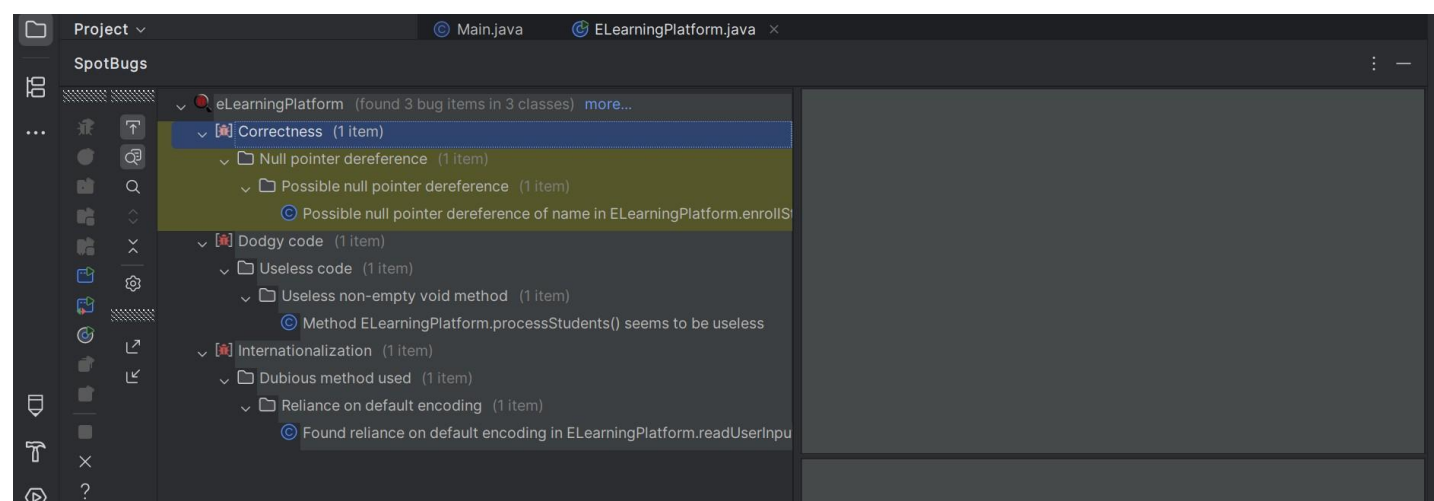 Project
Main.java
ELearningPlatform.java
SpotBugs
eLearningPlatform (found 3 bug items in 3 classes) more...
Correctness (1 item)
Null pointer dereference (1 item)
Possible null pointer dereference (1 item)
Possible null pointer dereference of name in ELearningPlatform.enrollS
Dodgy code (1 item)
Useless code (1 item)
Useless non-empty void method (1 item)
Method ELearningPlatform.processStudents() seems to be useless
Internationalization (1 item)
Dubious method used (1 item)
Reliance on default encoding (1 item)
Found reliance on default encoding in ELearningPlatform.readUserInpu